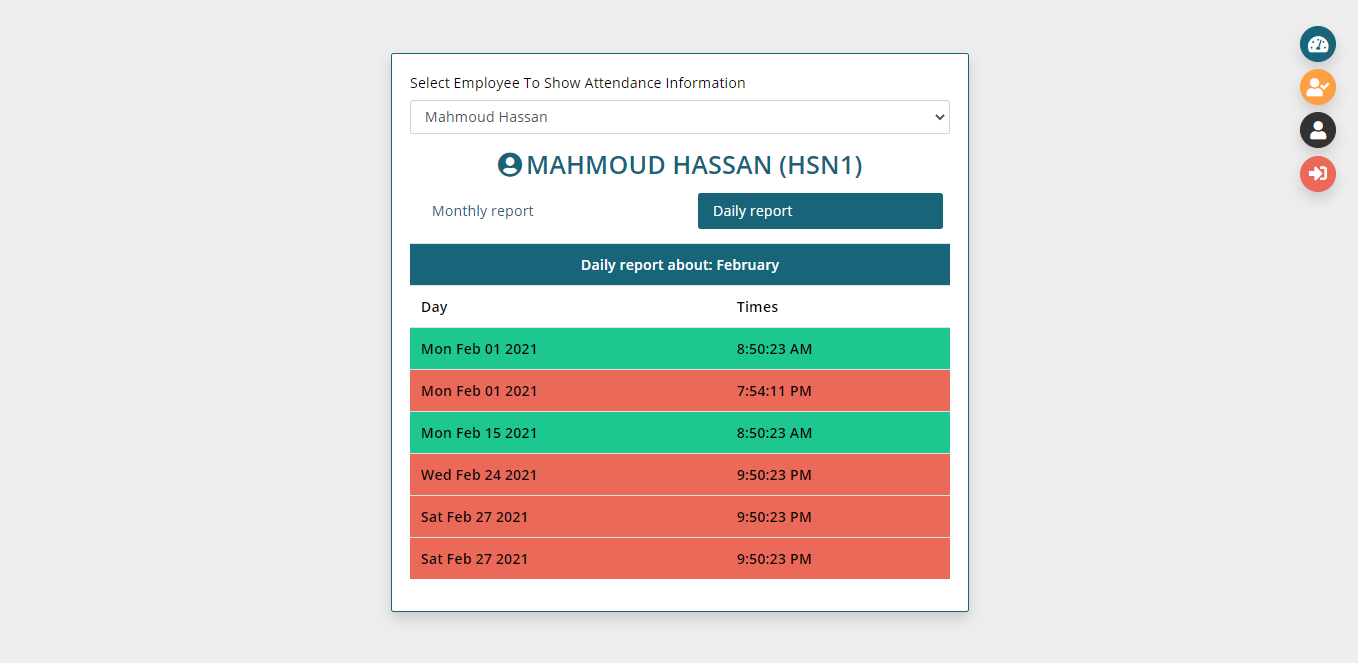 Select Employee To Show Attendance Information
Mahmoud Hassan
MAHMOUD HASSAN (HSN1)
Monthly report Daily report
Daily report about: February
Day Times
Mon Feb 01 2021 8:50:23 AM
Mon Feb 01 2021 7:54:11 PM
Mon Feb 15 2021 8:50:23 AM
Wed Feb 24 2021 9:50:23 PM
Sat Feb 27 2021 9:50:23 PM
Sat Feb 27 2021 9:50:23 PM